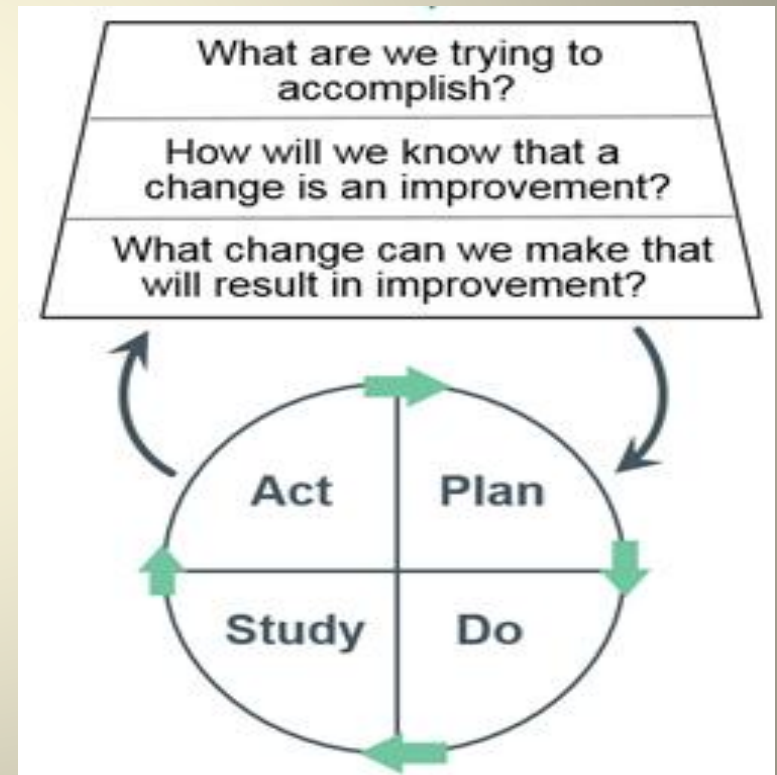 What are we trying to
accomplish?
How will we know that a
change is an improvement?
What change can we make that
will result in improvement?
Act
Plan
Study
Do